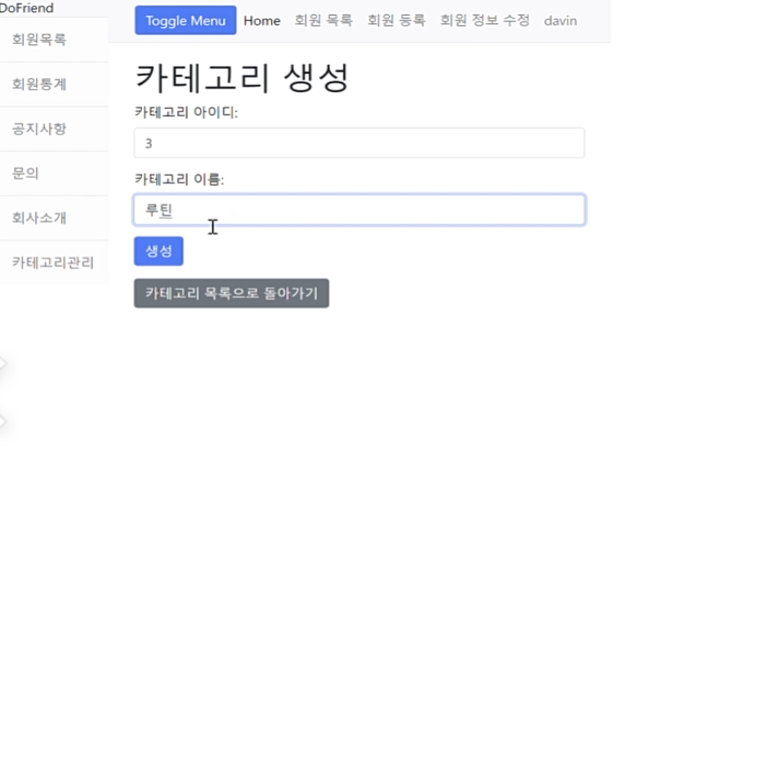 DoFriend
회원목록
회원통계
공지사항
문의
회사소개
카테고리관리
Toggle Menu Home 회원 목록 회원 등록 회원 정보 수정 davin
카테고리 생성
카테고리 아이디:
3
카테고리 이름:
루틴
생성
카테고리 목록으로 돌아가기